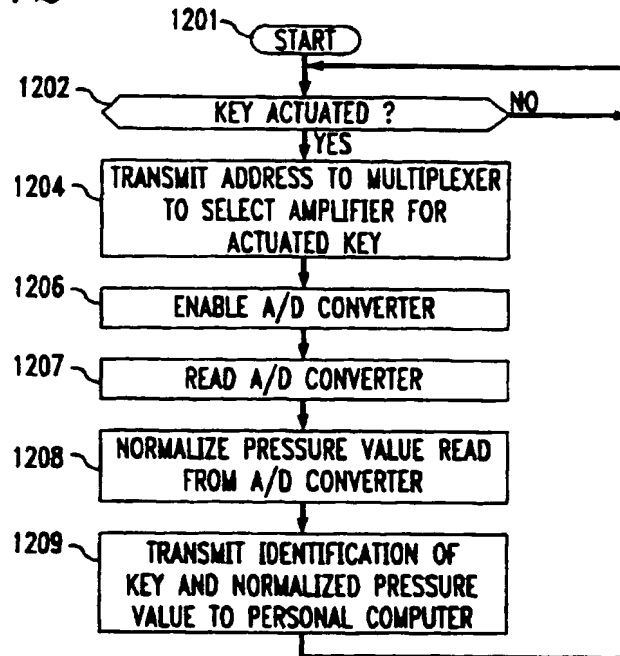 1201
START
1202
KEY ACTUATED ?
NO
YES
1204
TRANSMIT ADDRESS TO MULTIPLEXER
TO SELECT AMPLIFIER FOR
ACTUATED KEY
1206
ENABLE A/D CONVERTER
1207
READ A/D CONVERTER
1208
NORMALIZE PRESSURE VALUE READ
FROM A/D CONVERTER
1209
TRANSMIT IDENTIFICATION OF
KEY AND NORMALIZED PRESSURE
VALUE TO PERSONAL COMPUTER